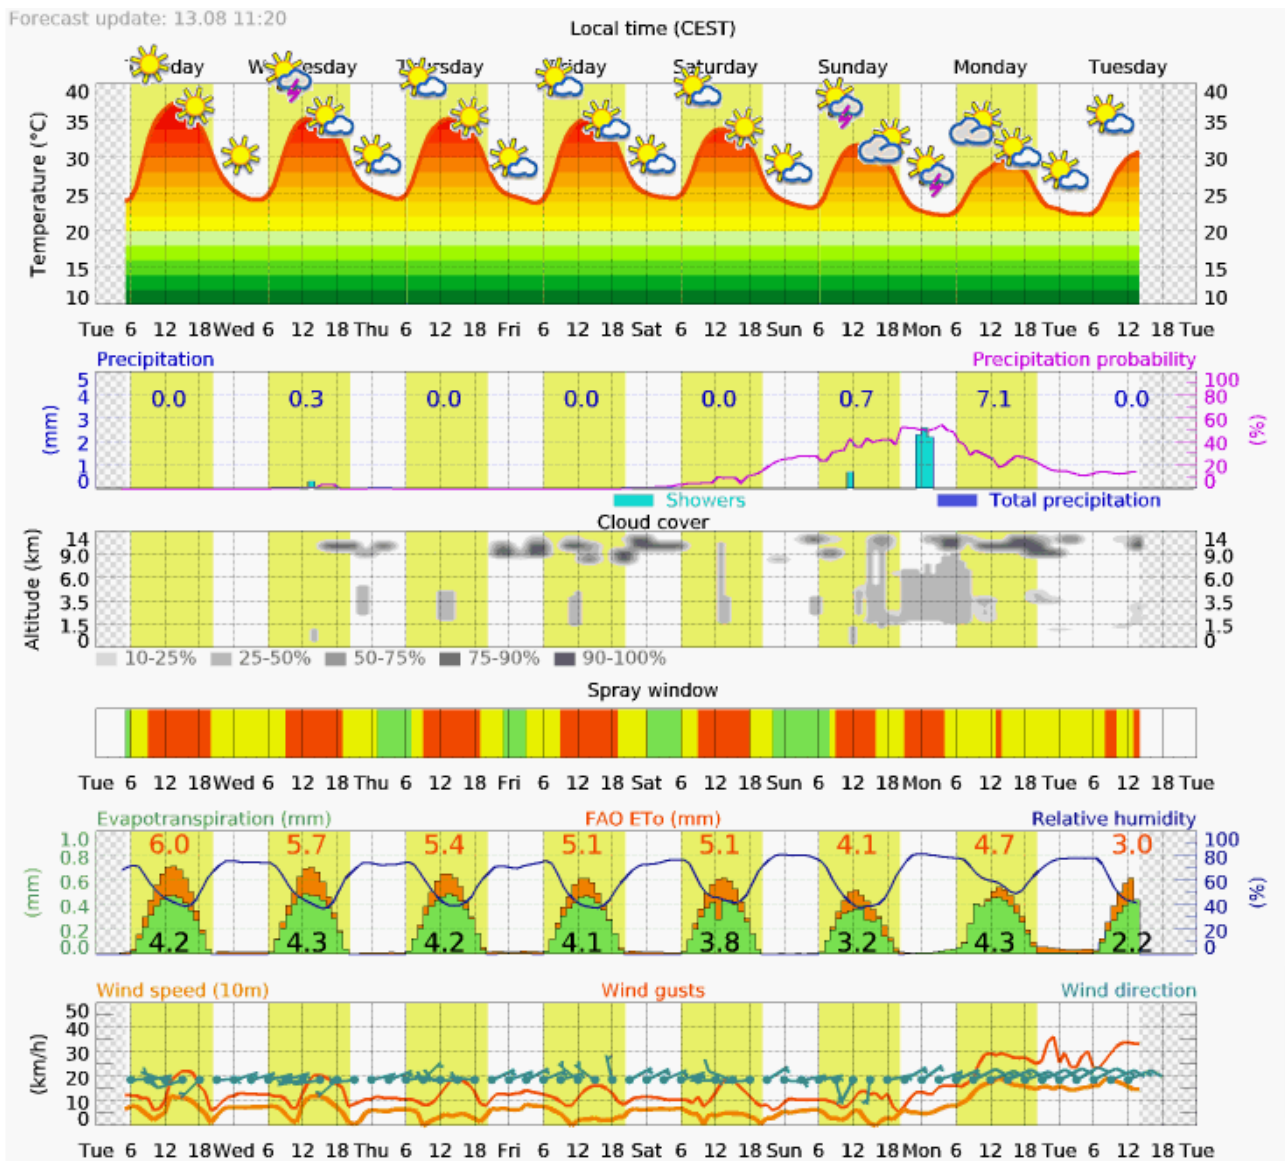 Forecast update: 13.08 11:20
Local time (CEST)
Wednesday Thursday Friday Saturday Sunday Monday Tuesday
Temperature (°C)
40 40
35 35
30 30
25 25
20 20
15 15
10 10
Tue 6 12 18 Wed 6 12 18 Thu 6 12 18 Fri 6 12 18 Sat 6 12 18 Sun 6 12 18 Mon 6 12 18 Tue 6 12 18 Tue
Precipitation Precipitation probability
(mm) (%)
5 100
4 0.0 0.3 0.0 0.0 0.0 0.7 7.1 0.0 80
3 60
2 40
1 20
0 0
Showers Total precipitation
Cloud cover
Altitude (km)
14 14
9.0 9.0
6.0 6.0
3.5 3.5
1.5 1.5
0 0
10-25% 25-50% 50-75% 75-90% 90-100%
Spray window
Tue 6 12 18 Wed 6 12 18 Thu 6 12 18 Fri 6 12 18 Sat 6 12 18 Sun 6 12 18 Mon 6 12 18 Tue 6 12 18 Tue
Evapotranspiration (mm) FAO ETo (mm) Relative humidity
(mm) (%)
1.0 6.0 5.7 5.4 5.1 5.1 4.1 4.7 3.0 100
0.8 80
0.6 60
0.4 40
0.2 4.2 4.3 4.2 4.1 3.8 3.2 4.3 2.2 20
0.0 0
Wind speed (10m) Wind gusts Wind direction
(km/h)
50
40
30
20
10
0
Tue 6 12 18 Wed 6 12 18 Thu 6 12 18 Fri 6 12 18 Sat 6 12 18 Sun 6 12 18 Mon 6 12 18 Tue 6 12 18 Tue